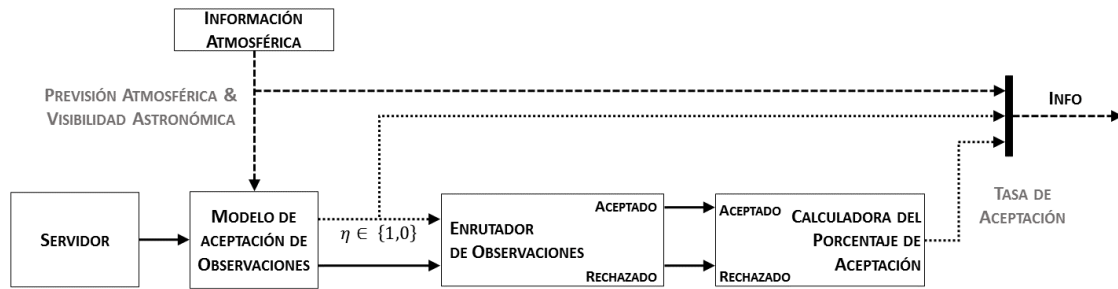 INFORMACIÓN
ATMOSFÉRICA
PREVISIÓN ATMOSFÉRICA &
VISIBILIDAD ASTRONÓMICA
INFO
SERVIDOR
MODELO DE
ACEPTACIÓN DE
OBSERVACIONES
η ∈ {1,0}
ENRUTADOR
DE OBSERVACIONES
ACEPTADO
RECHAZADO
ACEPTADO
RECHAZADO
CALCULADORA DEL
PORCENTAJE DE
ACEPTACIÓN
TASA DE
ACEPTACIÓN